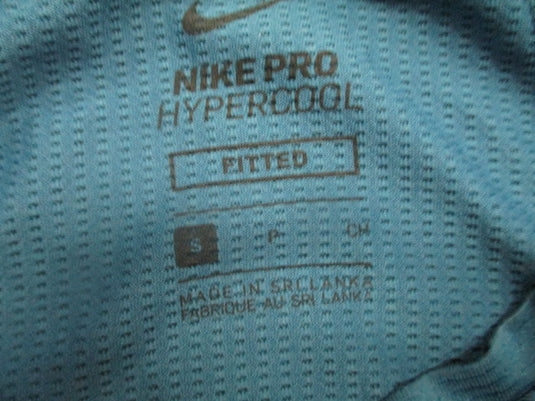 NIKE PRO
HYPERCOOL
FITTED
S P CH
MADE IN SRI LANKA
FABRIQUE AU SRI LANKA